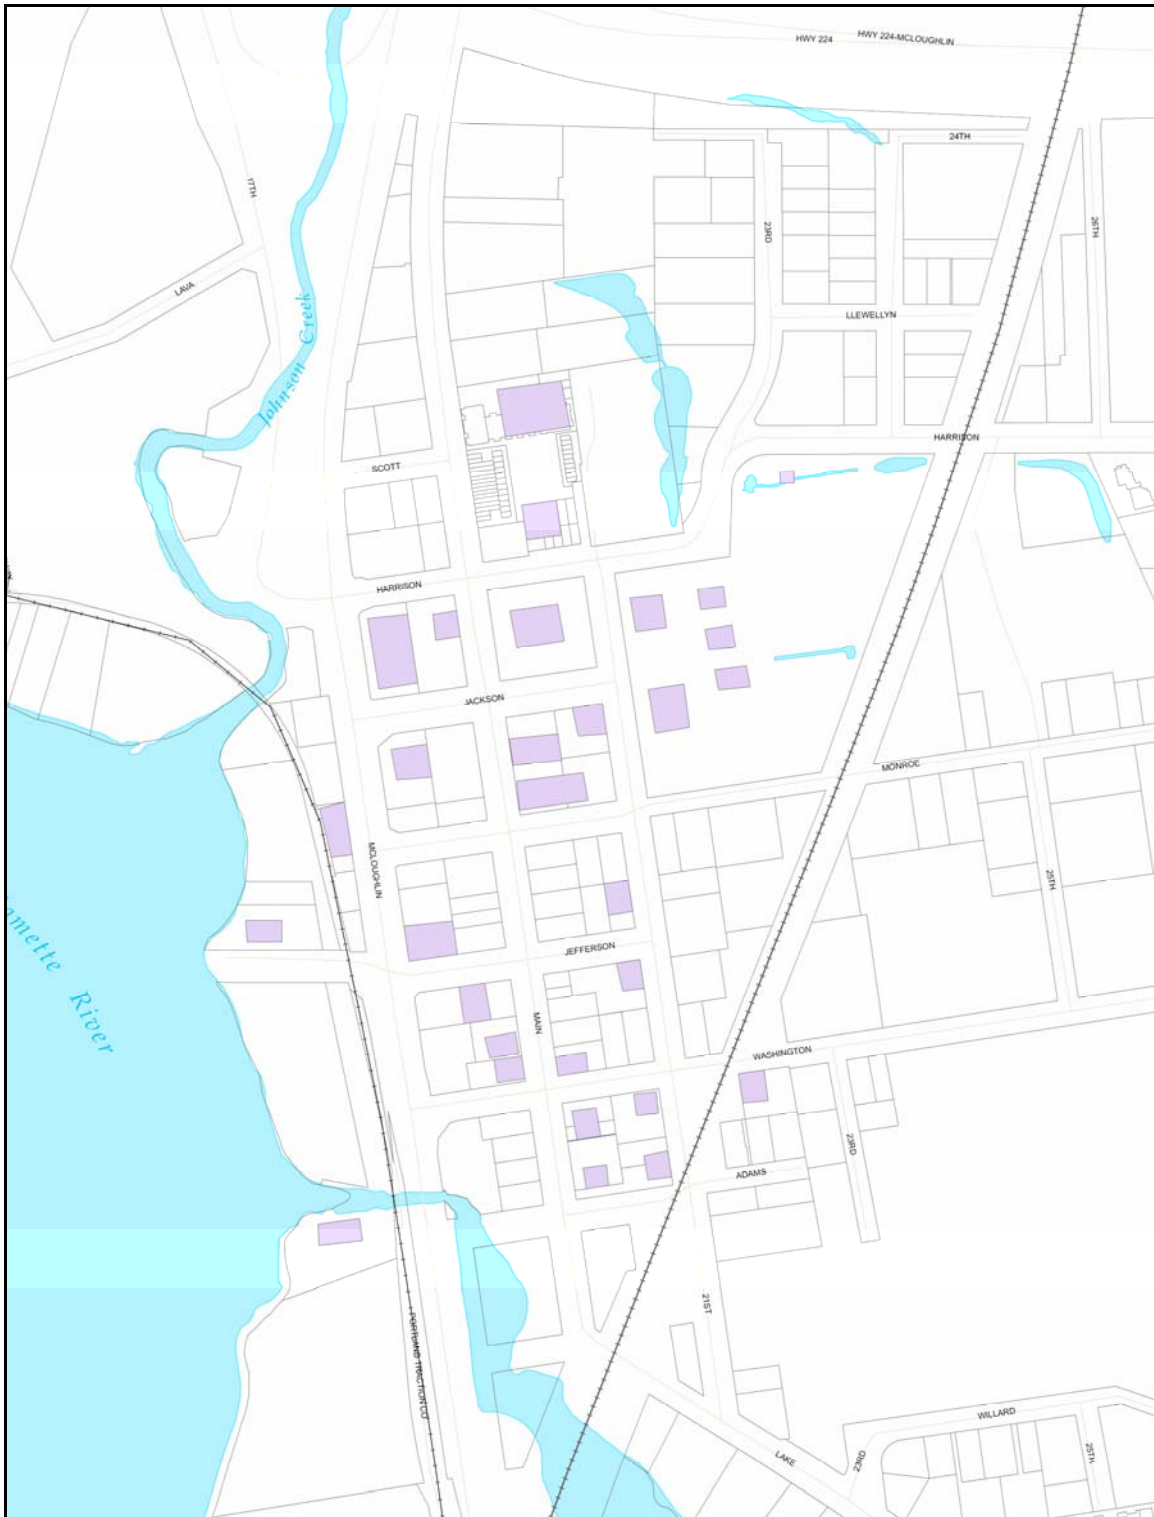 HWY 224
HWY 224-MCLOUGHLIN
24TH
17TH
26TH
23RD
LAVA
LLEWELLYN
Johnson Creek
HARRISON
SCOTT
HARRISON
JACKSON
MONROE
MCLOUGHLIN
25TH
amette River
JEFFERSON
MAIN
WASHINGTON
23RD
ADAMS
21ST
PORTLAND TRACTION CO
WILLARD
25TH
LAKE
23RD